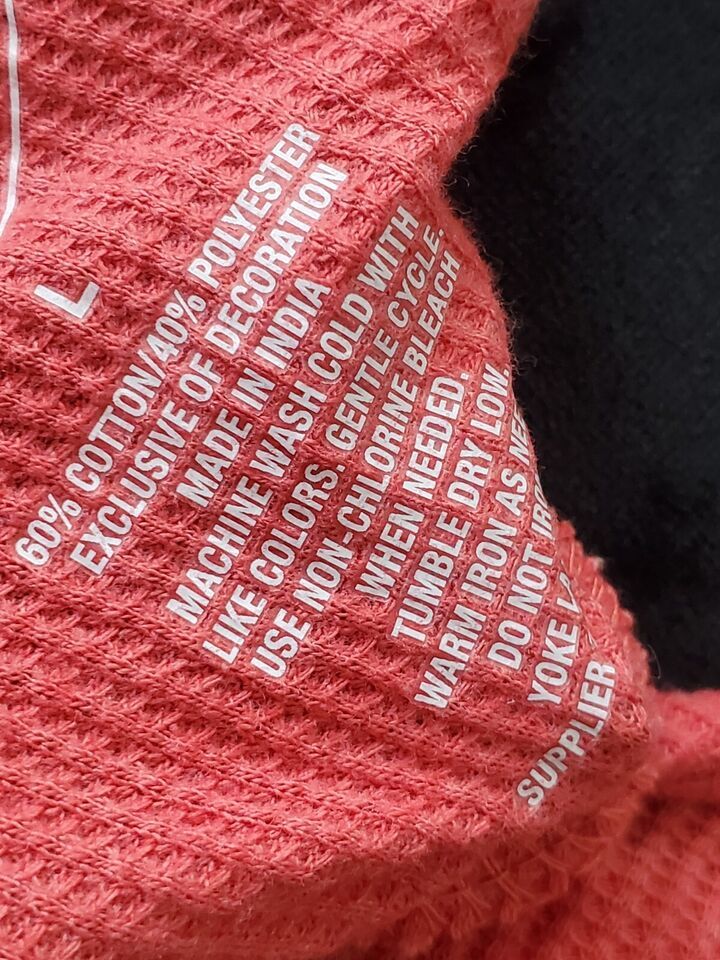 L
60% COTTON/40% POLYESTER
EXCLUSIVE OF DECORATION
MADE IN INDIA
MACHINE WASH COLD WITH
LIKE COLORS. GENTLE CYCLE.
USE NON-CHLORINE BLEACH
WHEN NEEDED.
TUMBLE DRY LOW.
WARM IRON AS
DO NOT
YOKE
SUPPLIER